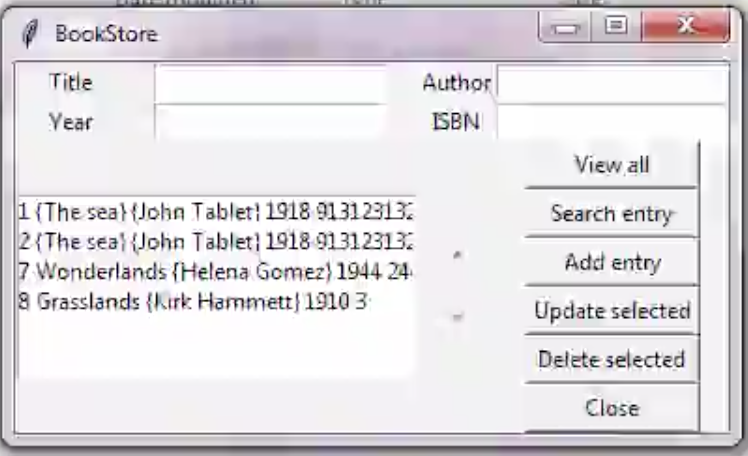 BookStore
Title
Author
Year
ISBN
View all
Search entry
Add entry
Update selected
Delete selected
Close
1 {The sea} {John Tablet} 1918 913123132
2 {The sea} {John Tablet} 1918 913123132
7 Wonderlands {Helena Gomez} 1944 24
8 Grasslands {Kirk Hammett} 1910 3